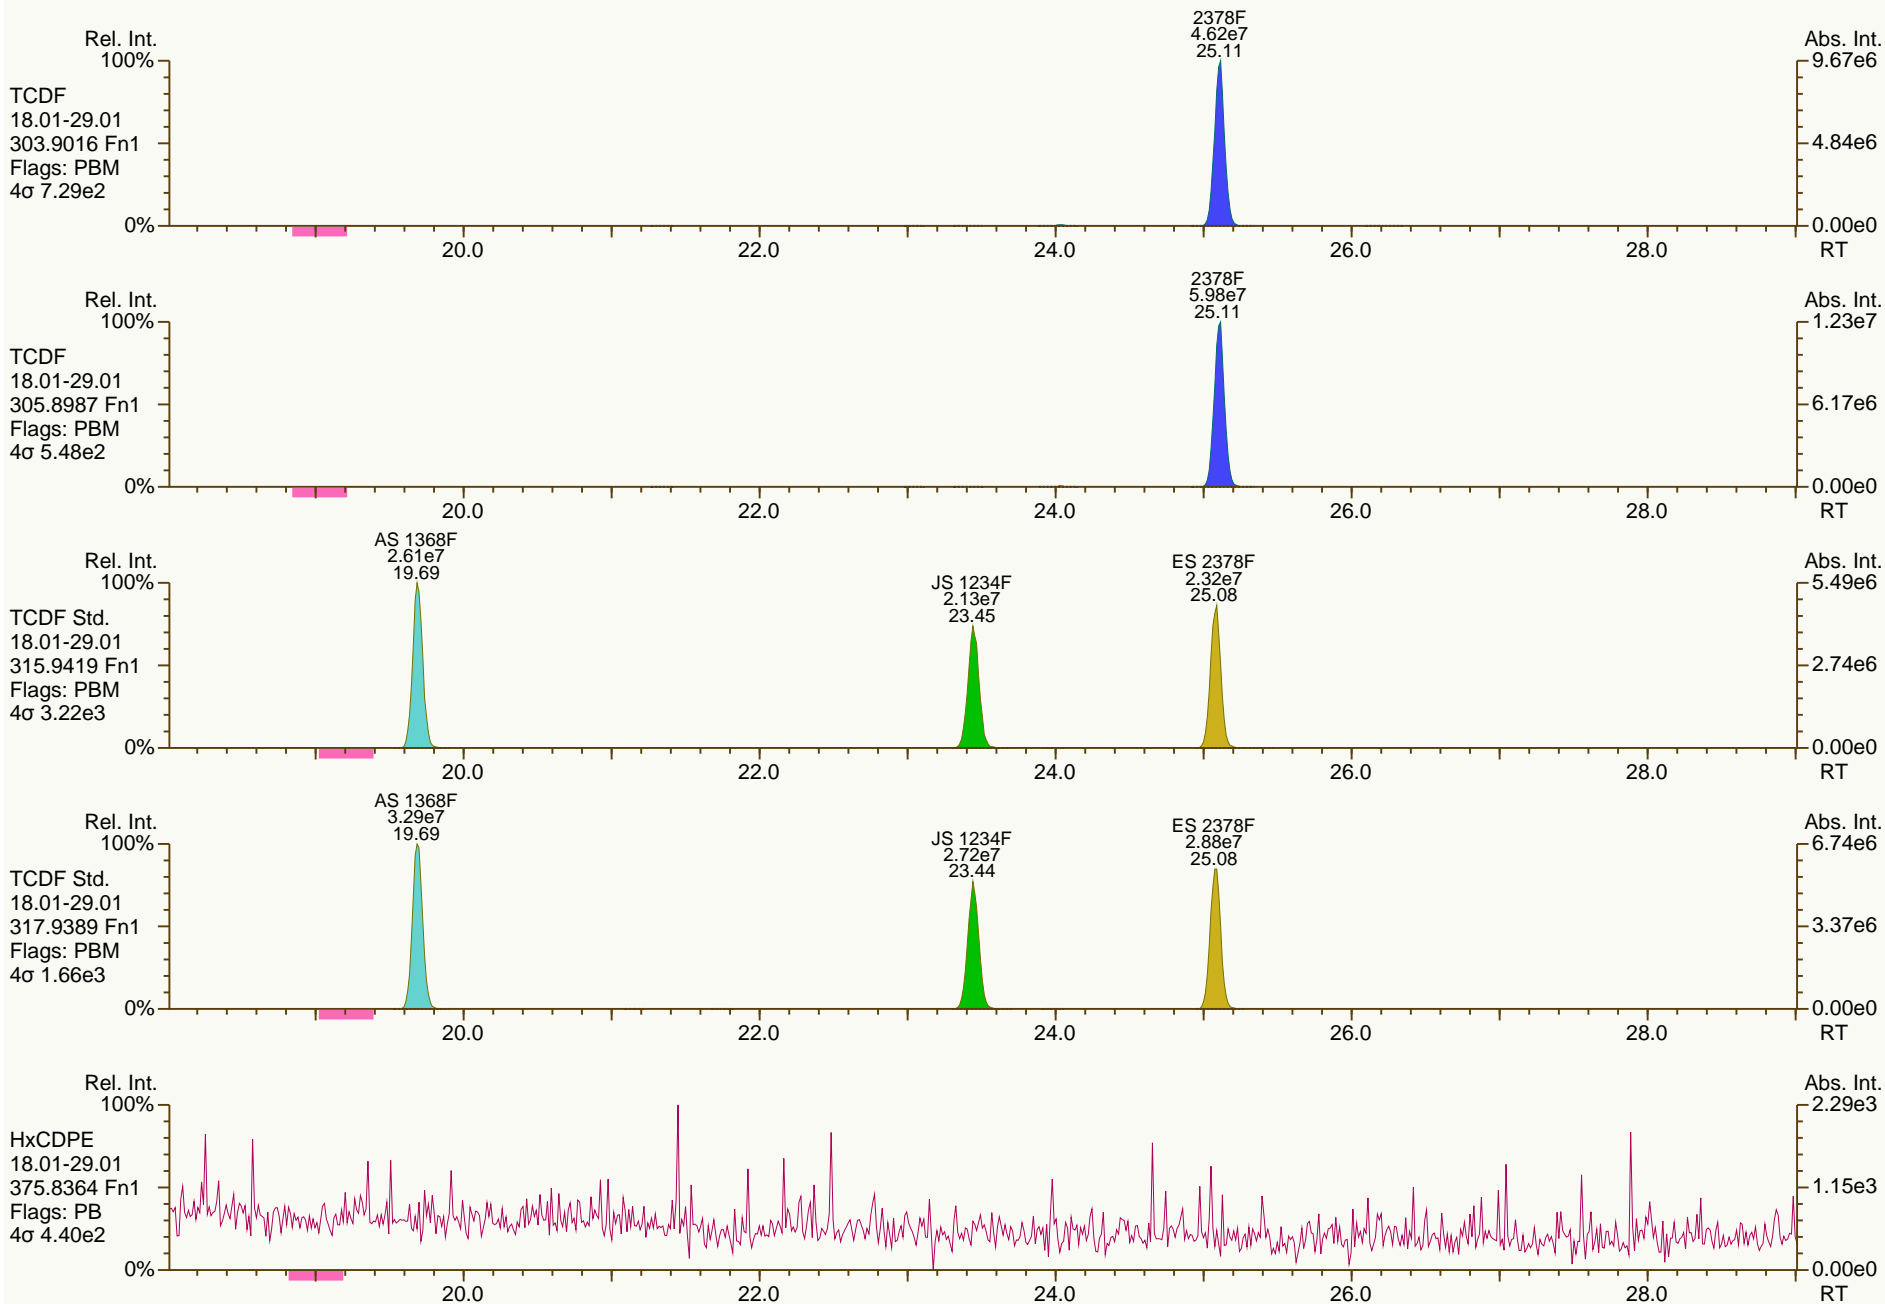 2378F
4.62e7
25.11
Rel. Int.
Abs. Int.
100%
9.67e6
TCDF
18.01-29.01
303.9016 Fn1
Flags: PBM
4σ 7.29e2
4.84e6
0%
0.00e0
20.0 22.0 24.0 26.0 28.0 RT
2378F
5.98e7
25.11
Rel. Int.
Abs. Int.
100%
1.23e7
TCDF
18.01-29.01
305.8987 Fn1
Flags: PBM
4σ 5.48e2
6.17e6
0%
0.00e0
20.0 22.0 24.0 26.0 28.0 RT
AS 1368F
2.61e7
19.69
JS 1234F
2.13e7
23.45
ES 2378F
2.32e7
25.08
Rel. Int.
Abs. Int.
100%
5.49e6
TCDF Std.
18.01-29.01
315.9419 Fn1
Flags: PBM
4σ 3.22e3
2.74e6
0%
0.00e0
20.0 22.0 24.0 26.0 28.0 RT
AS 1368F
3.29e7
19.69
JS 1234F
2.72e7
23.44
ES 2378F
2.88e7
25.08
Rel. Int.
Abs. Int.
100%
6.74e6
TCDF Std.
18.01-29.01
317.9389 Fn1
Flags: PBM
4σ 1.66e3
3.37e6
0%
0.00e0
20.0 22.0 24.0 26.0 28.0 RT
Rel. Int.
Abs. Int.
100%
2.29e3
HxCDPE
18.01-29.01
375.8364 Fn1
Flags: PB
4σ 4.40e2
1.15e3
0%
0.00e0
20.0 22.0 24.0 26.0 28.0 RT